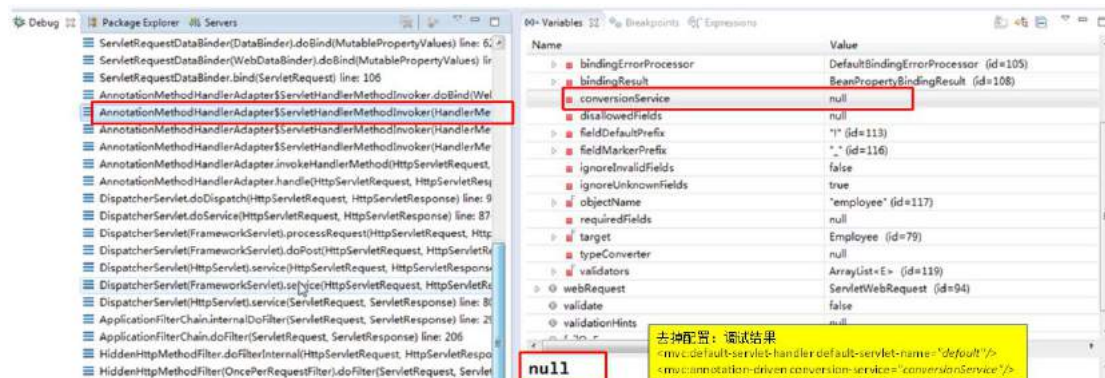 Debug
Package Explorer
Servers
ServletRequestDataBinder(DataBinder).doBind(MutablePropertyValues) line: 6
ServletRequestDataBinder(WebDataBinder).doBind(MutablePropertyValues) lir
ServletRequestDataBinder.bind(ServletRequest) line: 106
AnnotationMethodHandlerAdapter$ServletHandlerMethodInvoker.doBind(Wel
AnnotationMethodHandlerAdapter$ServletHandlerMethodInvoker(HandlerMe
AnnotationMethodHandlerAdapter$ServletHandlerMethodInvoker(HandlerMe
AnnotationMethodHandlerAdapter$ServletHandlerMethodInvoker(HandlerMe
AnnotationMethodHandlerAdapter.invokeHandlerMethod(HttpServletRequest,
AnnotationMethodHandlerAdapter.handle(HttpServletRequest, HttpServletResp
DispatcherServlet.doDispatch(HttpServletRequest, HttpServletResponse) line: 9
DispatcherServlet.doService(HttpServletRequest, HttpServletResponse) line: 87
DispatcherServlet(FrameworkServlet).processRequest(HttpServletRequest, Http
DispatcherServlet(FrameworkServlet).doPost(HttpServletRequest, HttpServletR
DispatcherServlet(HttpServlet).service(HttpServletRequest, HttpServletRespons
DispatcherServlet(FrameworkServlet).service(HttpServletRequest, HttpServletR
DispatcherServlet(HttpServlet).service(ServletRequest, ServletResponse) line: 80
ApplicationFilterChain.internalDoFilter(ServletRequest, ServletResponse) line: 29
ApplicationFilterChain.doFilter(ServletRequest, ServletResponse) line: 206
HiddenHttpMethodFilter.doFilterInternal(HttpServletRequest, HttpServletRespo
HiddenHttpMethodFilter(OncePerRequestFilter).doFilter(ServletRequest, Servlet
Variables
Breakpoints
Expressions
Name Value
bindingErrorProcessor DefaultBindingErrorProcessor (id=105)
bindingResult BeanPropertyBindingResult (id=108)
conversionService null
disallowedFields null
fieldDefaultPrefix "!" (id=113)
fieldMarkerPrefix "_" (id=116)
ignoreInvalidFields false
ignoreUnknownFields true
objectName "employee" (id=117)
requiredFields null
target Employee (id=79)
typeConverter null
validators ArrayList<E> (id=119)
webRequest ServletWebRequest (id=94)
validate false
validationHints null
null
去掉配置：调试结果
<mvc:default-servlet-handler default-servlet-name="default"/>
<mvc:annotation-driven conversion-service="conversionService"/>